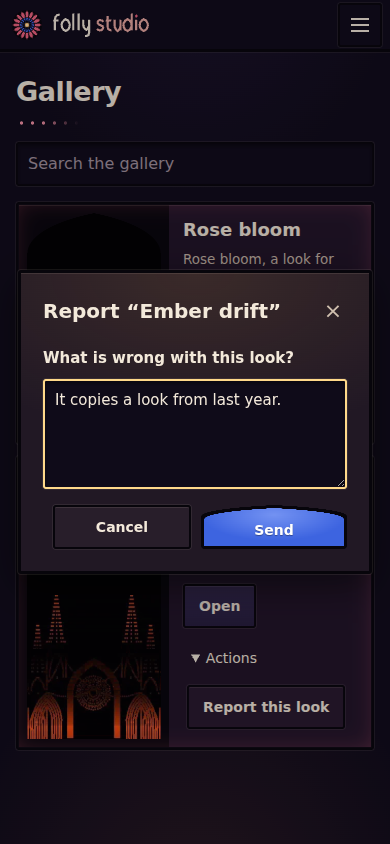 folly studio
Gallery
Search the gallery
Rose bloom
Rose bloom, a look for
Report “Ember drift”
What is wrong with this look?
It copies a look from last year.
Cancel
Send
Open
▼ Actions
Report this look